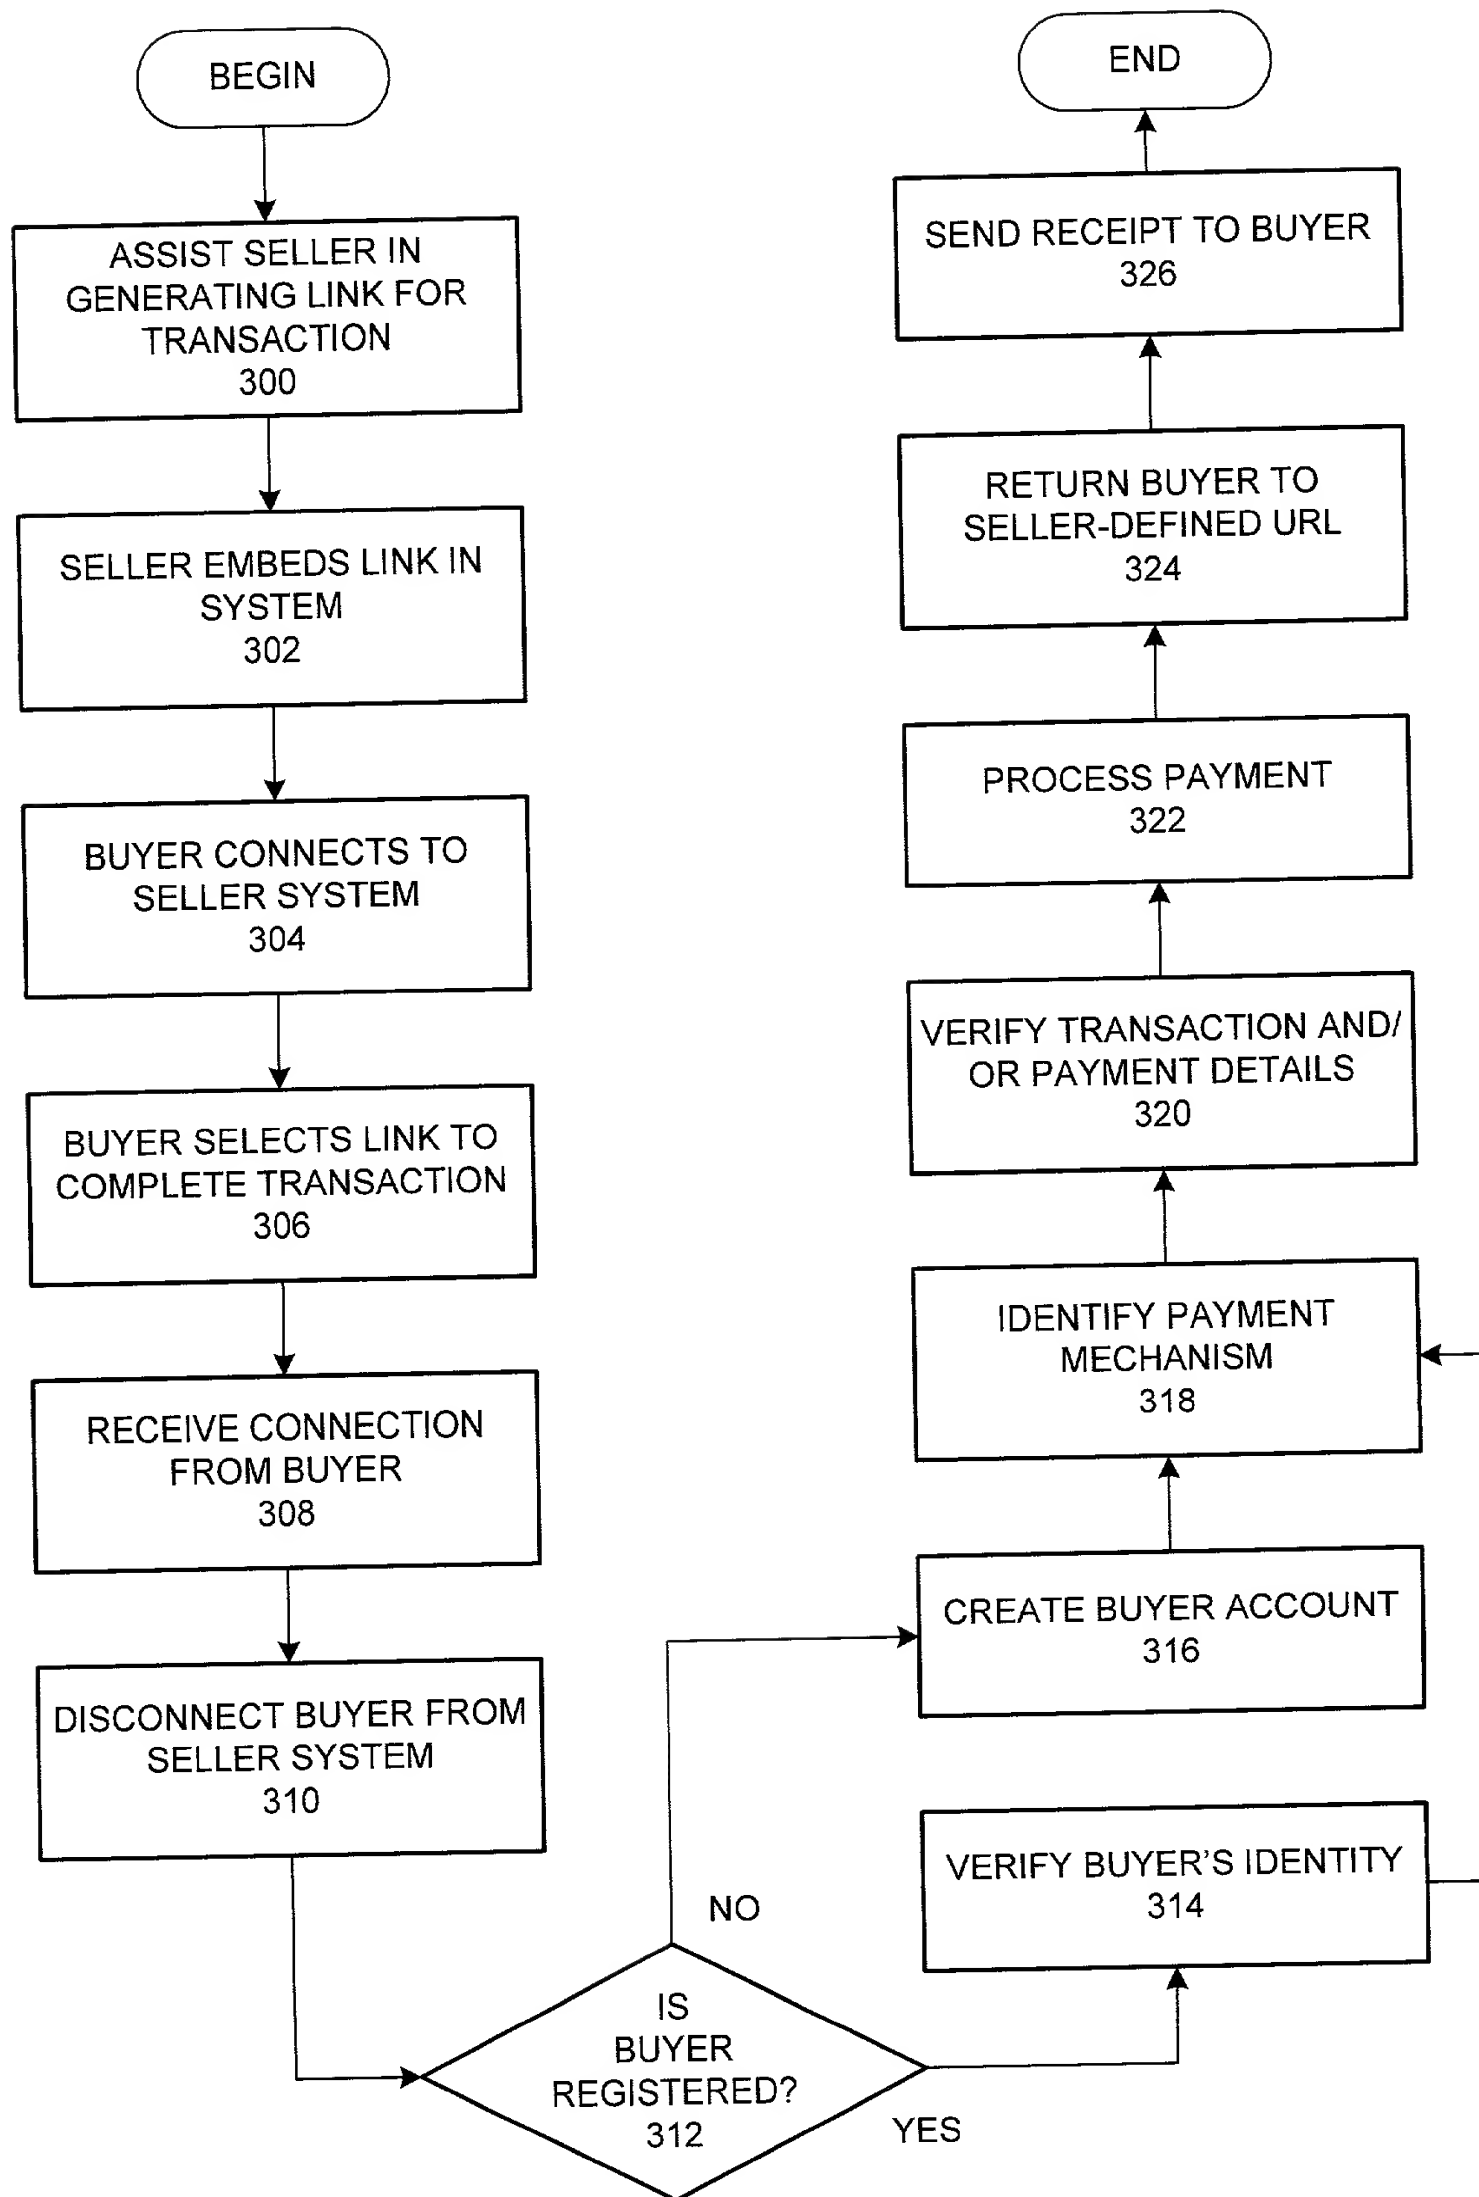 BEGIN
ASSIST SELLER IN
GENERATING LINK FOR
TRANSACTION
300
SELLER EMBEDS LINK IN
SYSTEM
302
BUYER CONNECTS TO
SELLER SYSTEM
304
BUYER SELECTS LINK TO
COMPLETE TRANSACTION
306
RECEIVE CONNECTION
FROM BUYER
308
DISCONNECT BUYER FROM
SELLER SYSTEM
310
IS
BUYER
REGISTERED?
312
NO
YES
VERIFY BUYER'S IDENTITY
314
CREATE BUYER ACCOUNT
316
IDENTIFY PAYMENT
MECHANISM
318
VERIFY TRANSACTION AND/
OR PAYMENT DETAILS
320
PROCESS PAYMENT
322
RETURN BUYER TO
SELLER-DEFINED URL
324
SEND RECEIPT TO BUYER
326
END